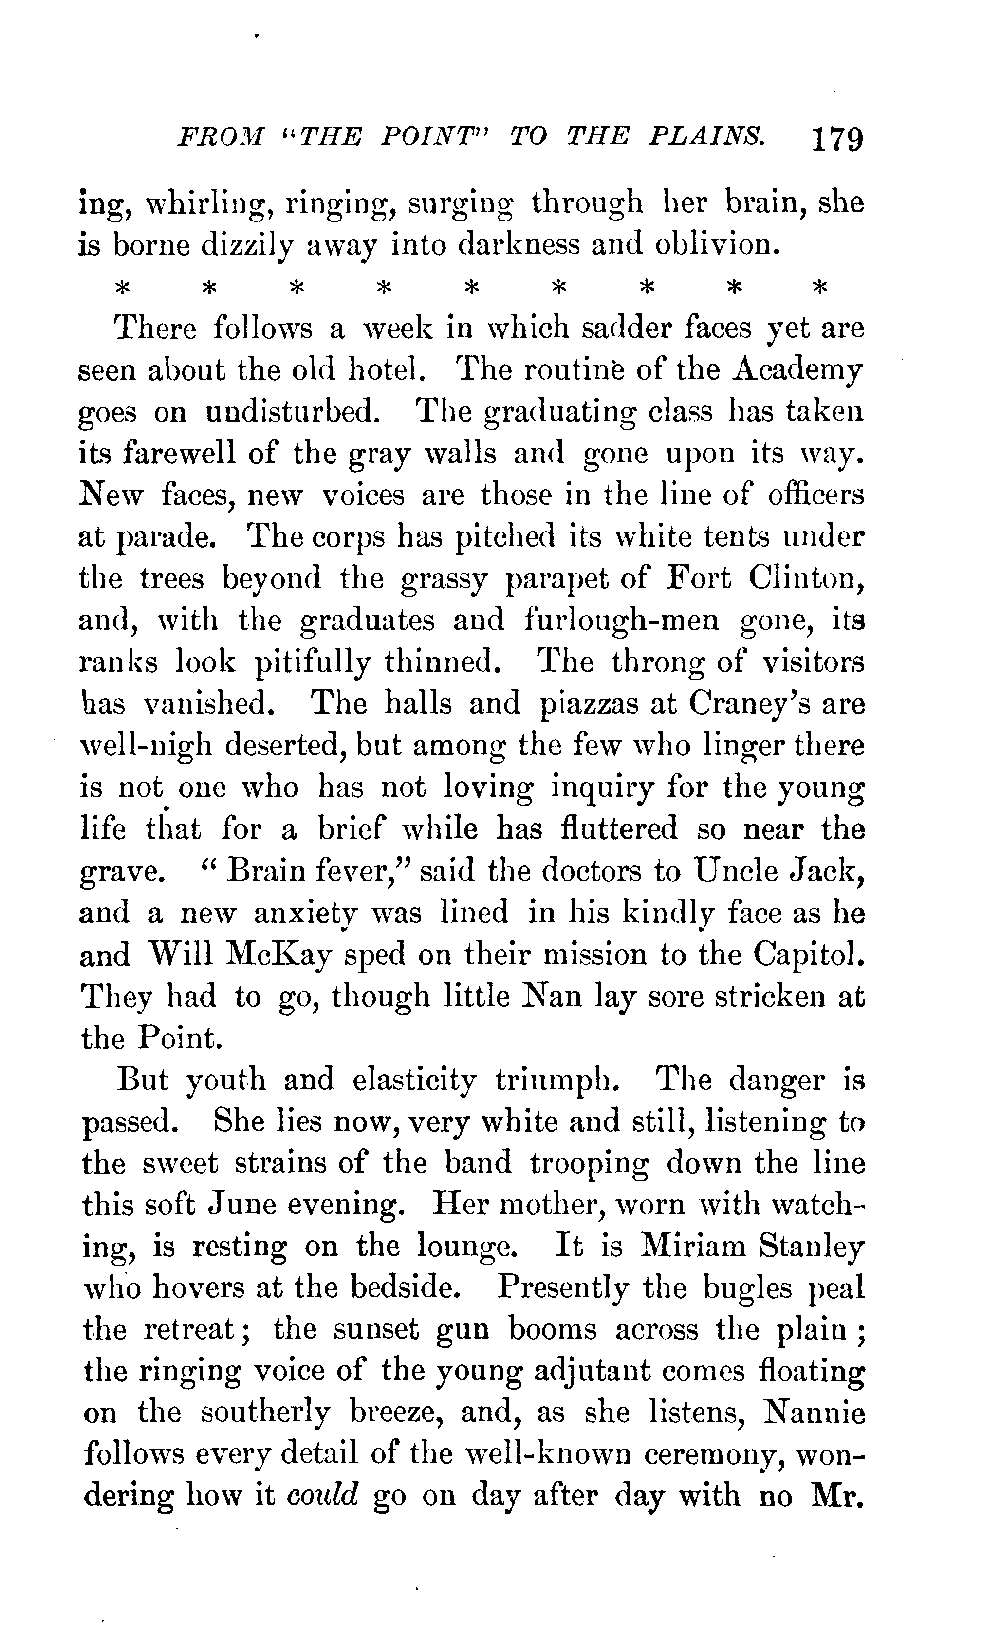 FROM "THE POINT" TO THE PLAINS. 179
ing, whirling, ringing, surging through her brain, she
is borne dizzily away into darkness and oblivion.
* * * * * * * * *
There follows a week in which sadder faces yet are
seen about the old hotel. The routine of the Academy
goes on undisturbed. The graduating class has taken
its farewell of the gray walls and gone upon its way.
New faces, new voices are those in the line of officers
at parade. The corps has pitched its white tents under
the trees beyond the grassy parapet of Fort Clinton,
and, with the graduates and furlough-men gone, its
ranks look pitifully thinned. The throng of visitors
has vanished. The halls and piazzas at Craney's are
well-nigh deserted, but among the few who linger there
is not one who has not loving inquiry for the young
life that for a brief while has fluttered so near the
grave. "Brain fever," said the doctors to Uncle Jack,
and a new anxiety was lined in his kindly face as he
and Will McKay sped on their mission to the Capitol.
They had to go, though little Nan lay sore stricken at
the Point.
But youth and elasticity triumph. The danger is
passed. She lies now, very white and still, listening to
the sweet strains of the band trooping down the line
this soft June evening. Her mother, worn with watch-
ing, is resting on the lounge. It is Miriam Stanley
who hovers at the bedside. Presently the bugles peal
the retreat; the sunset gun booms across the plain;
the ringing voice of the young adjutant comes floating
on the southerly breeze, and, as she listens, Nannie
follows every detail of the well-known ceremony, won-
dering how it could go on day after day with no Mr.